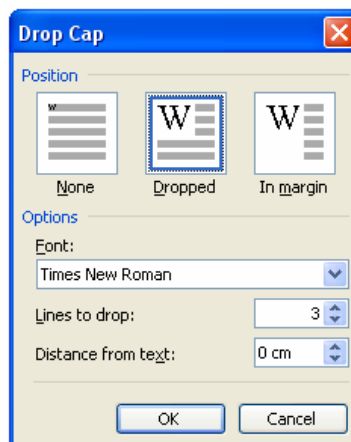 Drop Cap
Position
w
W
W
None
Dropped
In margin
Options
Font:
Times New Roman
Lines to drop:
3
Distance from text:
0 cm
OK
Cancel